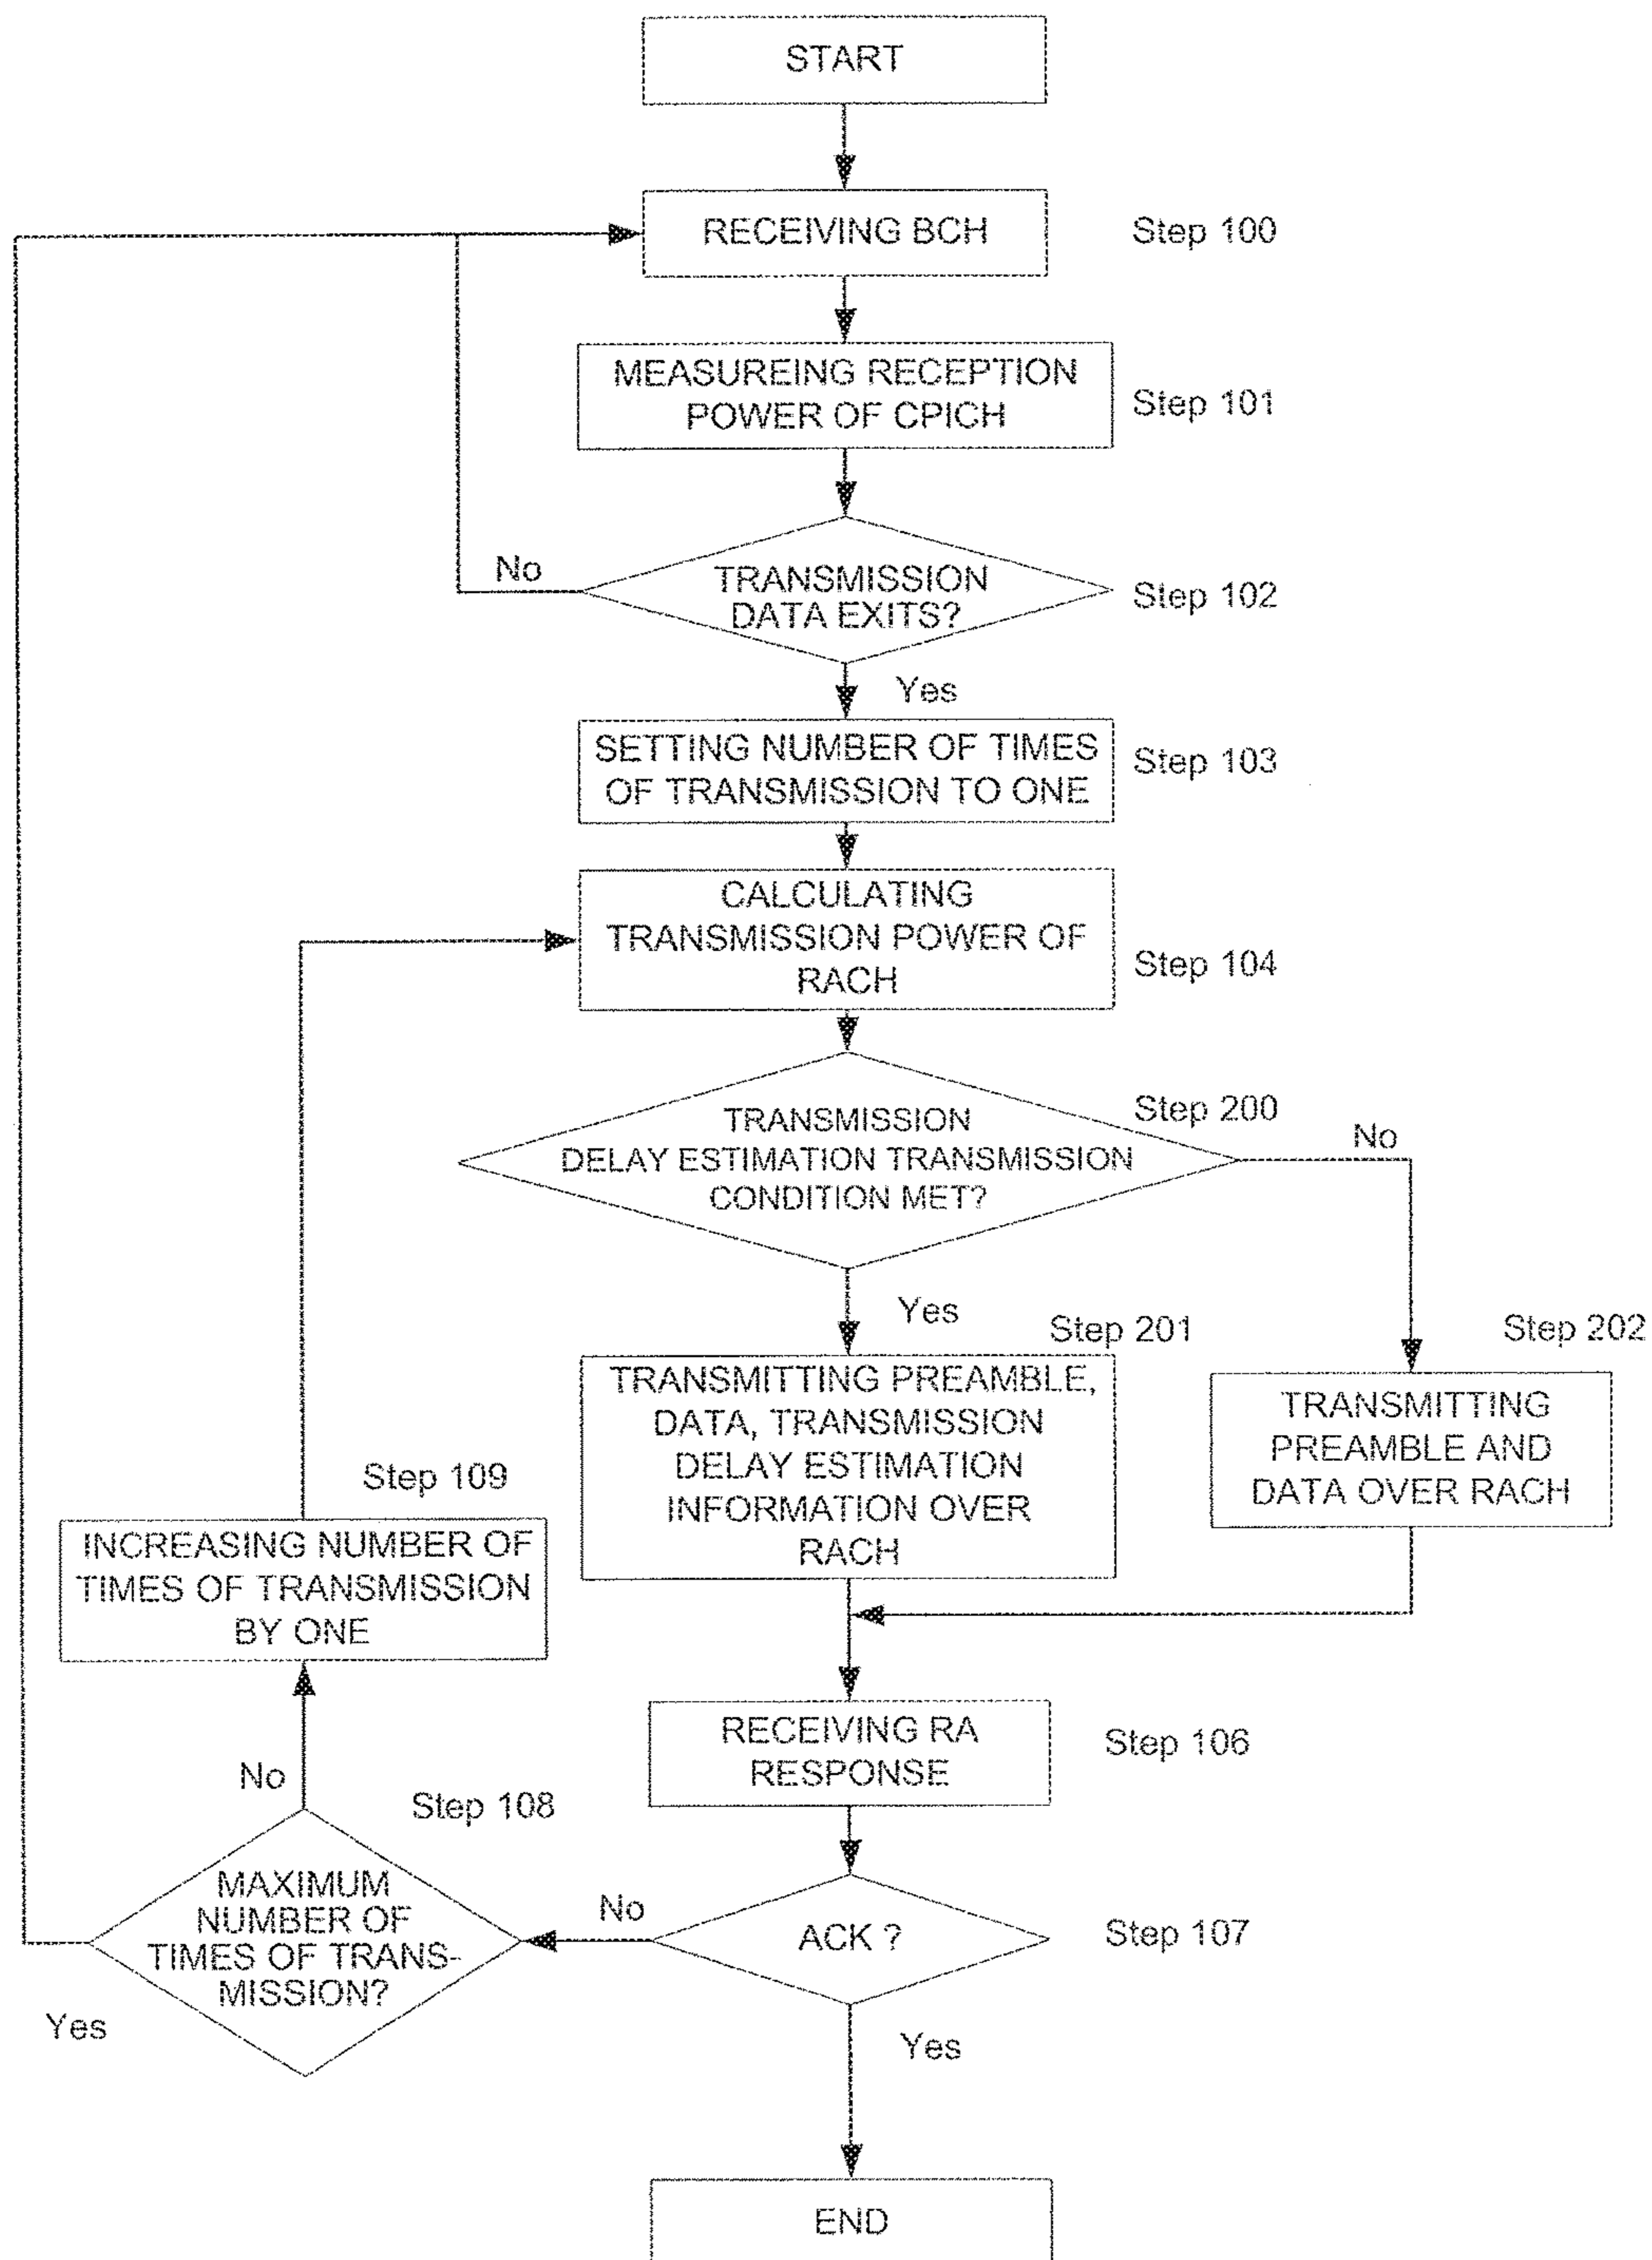 START
RECEIVING BCH
Step 100
MEASUREING RECEPTION
POWER OF CPICH
Step 101
No
TRANSMISSION
DATA EXITS?
Step 102
Yes
SETTING NUMBER OF TIMES
OF TRANSMISSION TO ONE
Step 103
CALCULATING
TRANSMISSION POWER OF
RACH
Step 104
TRANSMISSION
DELAY ESTIMATION TRANSMISSION
CONDITION MET?
Step 200
No
Yes
Step 201
Step 202
TRANSMITTING PREAMBLE,
DATA, TRANSMISSION
DELAY ESTIMATION
INFORMATION OVER
RACH
TRANSMITTING
PREAMBLE AND
DATA OVER RACH
Step 109
INCREASING NUMBER OF
TIMES OF TRANSMISSION
BY ONE
RECEIVING RA
RESPONSE
Step 106
No
Step 108
MAXIMUM
NUMBER OF
TIMES OF TRANS-
MISSION?
No
ACK ?
Step 107
Yes
Yes
END